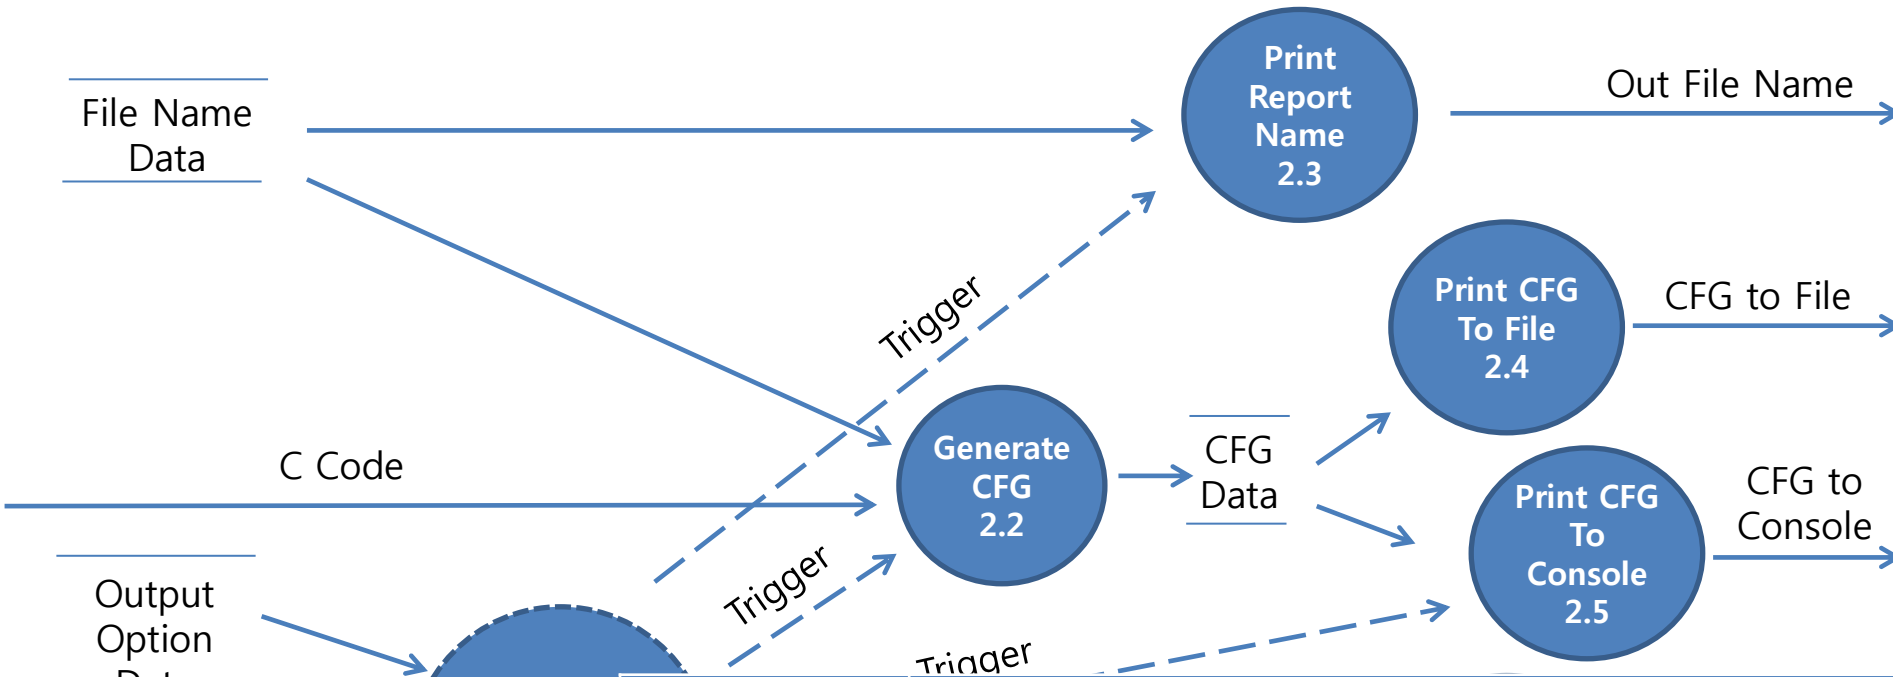 Print
Report
Name
2.3
Out File Name
File Name
Data
Trigger
Print CFG
To File
2.4
CFG to File
C Code
Generate
CFG
2.2
CFG
Data
Print CFG
To
Console
2.5
CFG to
Console
Output
Option
Trigger
Trigger